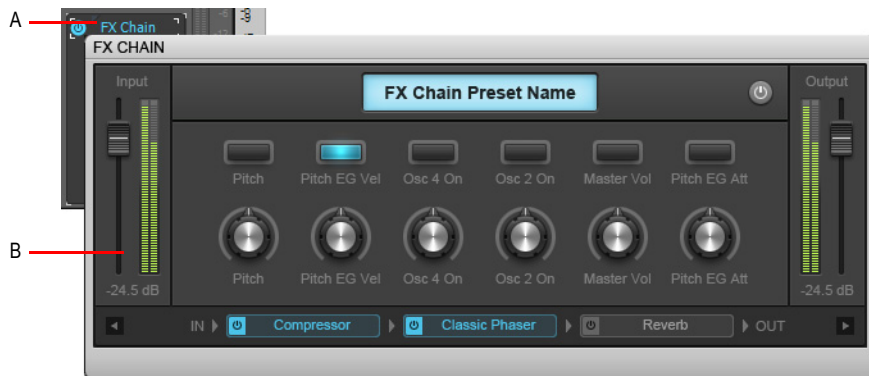 A
FX Chain
-6
-9
FX CHAIN
Input
FX Chain Preset Name
Output
Pitch
Pitch EG Vel
Osc 4 On
Osc 2 On
Master Vol
Pitch EG Att
B
Pitch
Pitch EG Vel
Osc 4 On
Osc 2 On
Master Vol
Pitch EG Att
-24.5 dB
-24.5 dB
IN
Compressor
Classic Phaser
Reverb
OUT